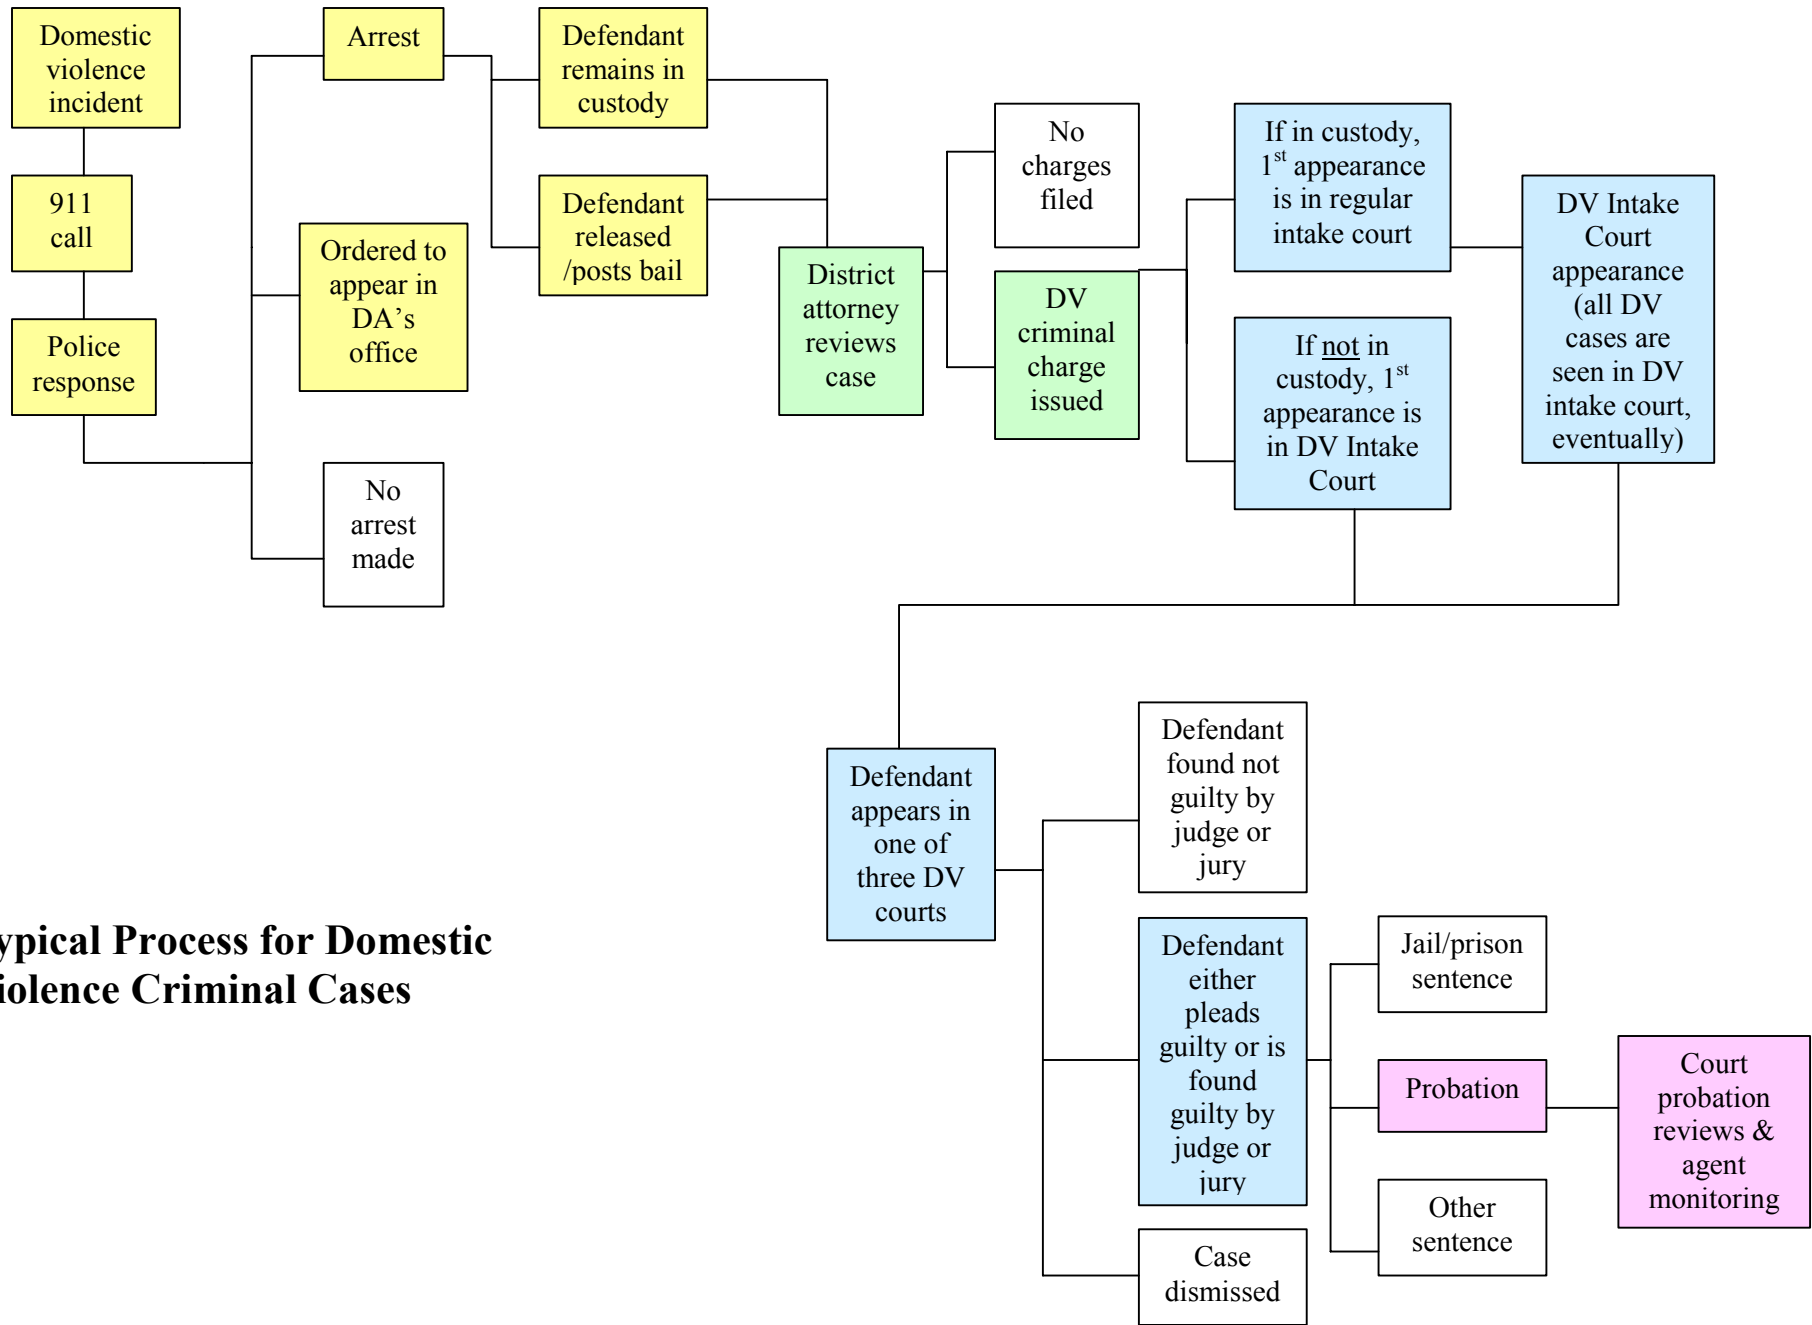 Domestic
violence
incident
911
call
Police
response
Arrest
Ordered to
appear in
DA’s
office
No
arrest
made
Defendant
remains in
custody
Defendant
released
/posts bail
District
attorney
reviews
case
No
charges
filed
DV
criminal
charge
issued
If in custody,
1st appearance
is in regular
intake court
If not in
custody, 1st
appearance is
in DV Intake
Court
DV Intake
Court
appearance
(all DV
cases are
seen in DV
intake court,
eventually)
Defendant
appears in
one of
three DV
courts
Defendant
found not
guilty by
judge or
jury
Defendant
either
pleads
guilty or is
found
guilty by
judge or
jury
Case
dismissed
Jail/prison
sentence
Probation
Other
sentence
Court
probation
reviews &
agent
monitoring
ypical Process for Domestic
iolence Criminal Cases